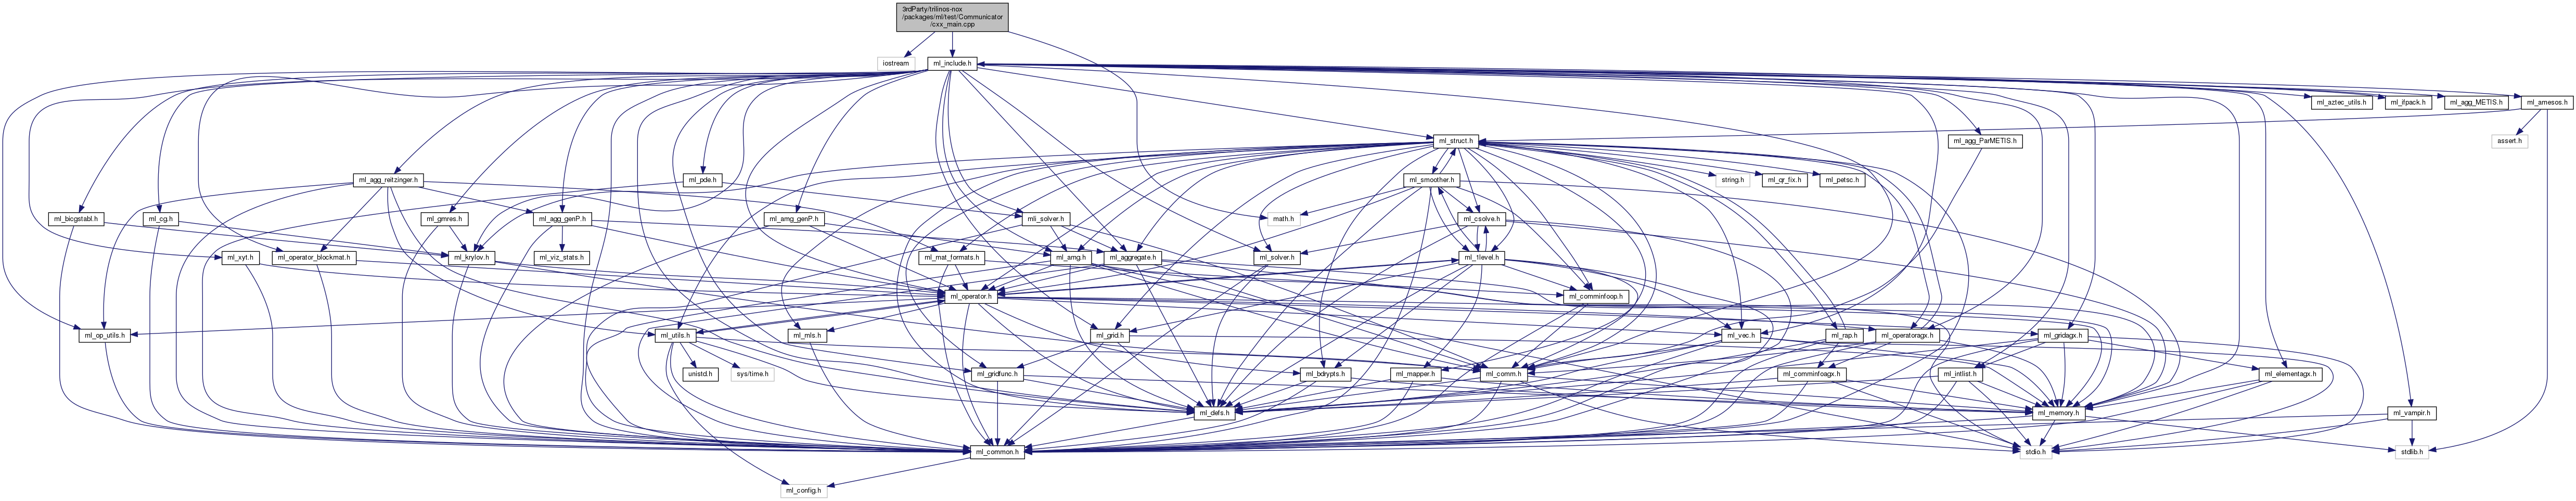 3rdParty/trilinos-nox
/packages/ml/test/Communicator
/cxx_main.cpp
iostream
ml_include.h
ml_aztec_utils.h
ml_ifpack.h
ml_agg_METIS.h
ml_amesos.h
ml_struct.h
ml_agg_ParMETIS.h
assert.h
ml_agg_reitzinger.h
ml_pde.h
ml_smoother.h
string.h
ml_qr_fix.h
ml_petsc.h
ml_bicgstabl.h
ml_cg.h
ml_gmres.h
ml_agg_genP.h
ml_amg_genP.h
mli_solver.h
math.h
ml_csolve.h
ml_xyt.h
ml_operator_blockmat.h
ml_krylov.h
ml_viz_stats.h
ml_mat_formats.h
ml_amg.h
ml_aggregate.h
ml_solver.h
ml_1level.h
ml_operator.h
ml_comminfoop.h
ml_op_utils.h
ml_utils.h
ml_mls.h
ml_grid.h
ml_vec.h
ml_rap.h
ml_operatoragx.h
ml_gridagx.h
unistd.h
sys/time.h
ml_gridfunc.h
ml_bdrypts.h
ml_mapper.h
ml_comm.h
ml_comminfoagx.h
ml_intlist.h
ml_elementagx.h
ml_defs.h
ml_memory.h
ml_vampir.h
ml_common.h
stdio.h
stdlib.h
ml_config.h